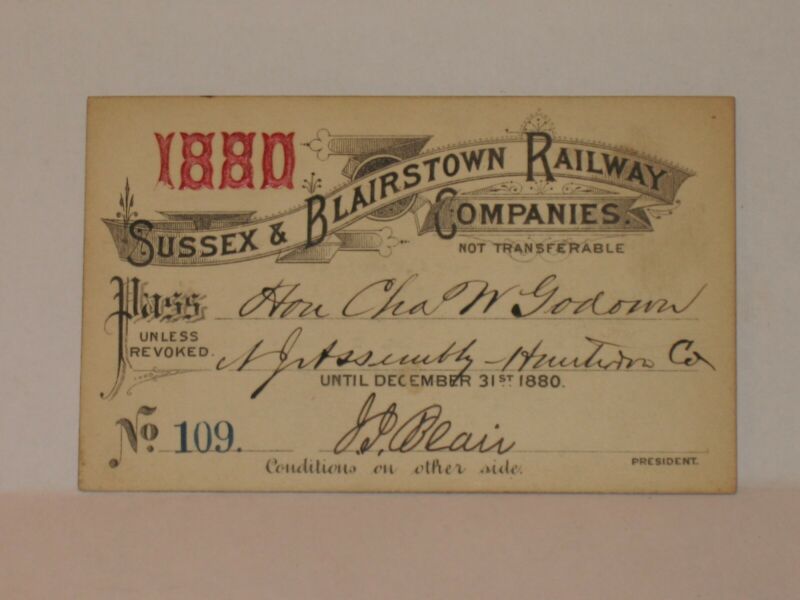 1880
SUSSEX & BLAIRSTOWN RAILWAY
COMPANIES.
NOT TRANSFERABLE
Pass Hon Cha W Godown
UNLESS
REVOKED. N J Assembly - Hunterdon Co
UNTIL DECEMBER 31ST 1880.
No 109. J. I. Blair
Conditions on other side. PRESIDENT.